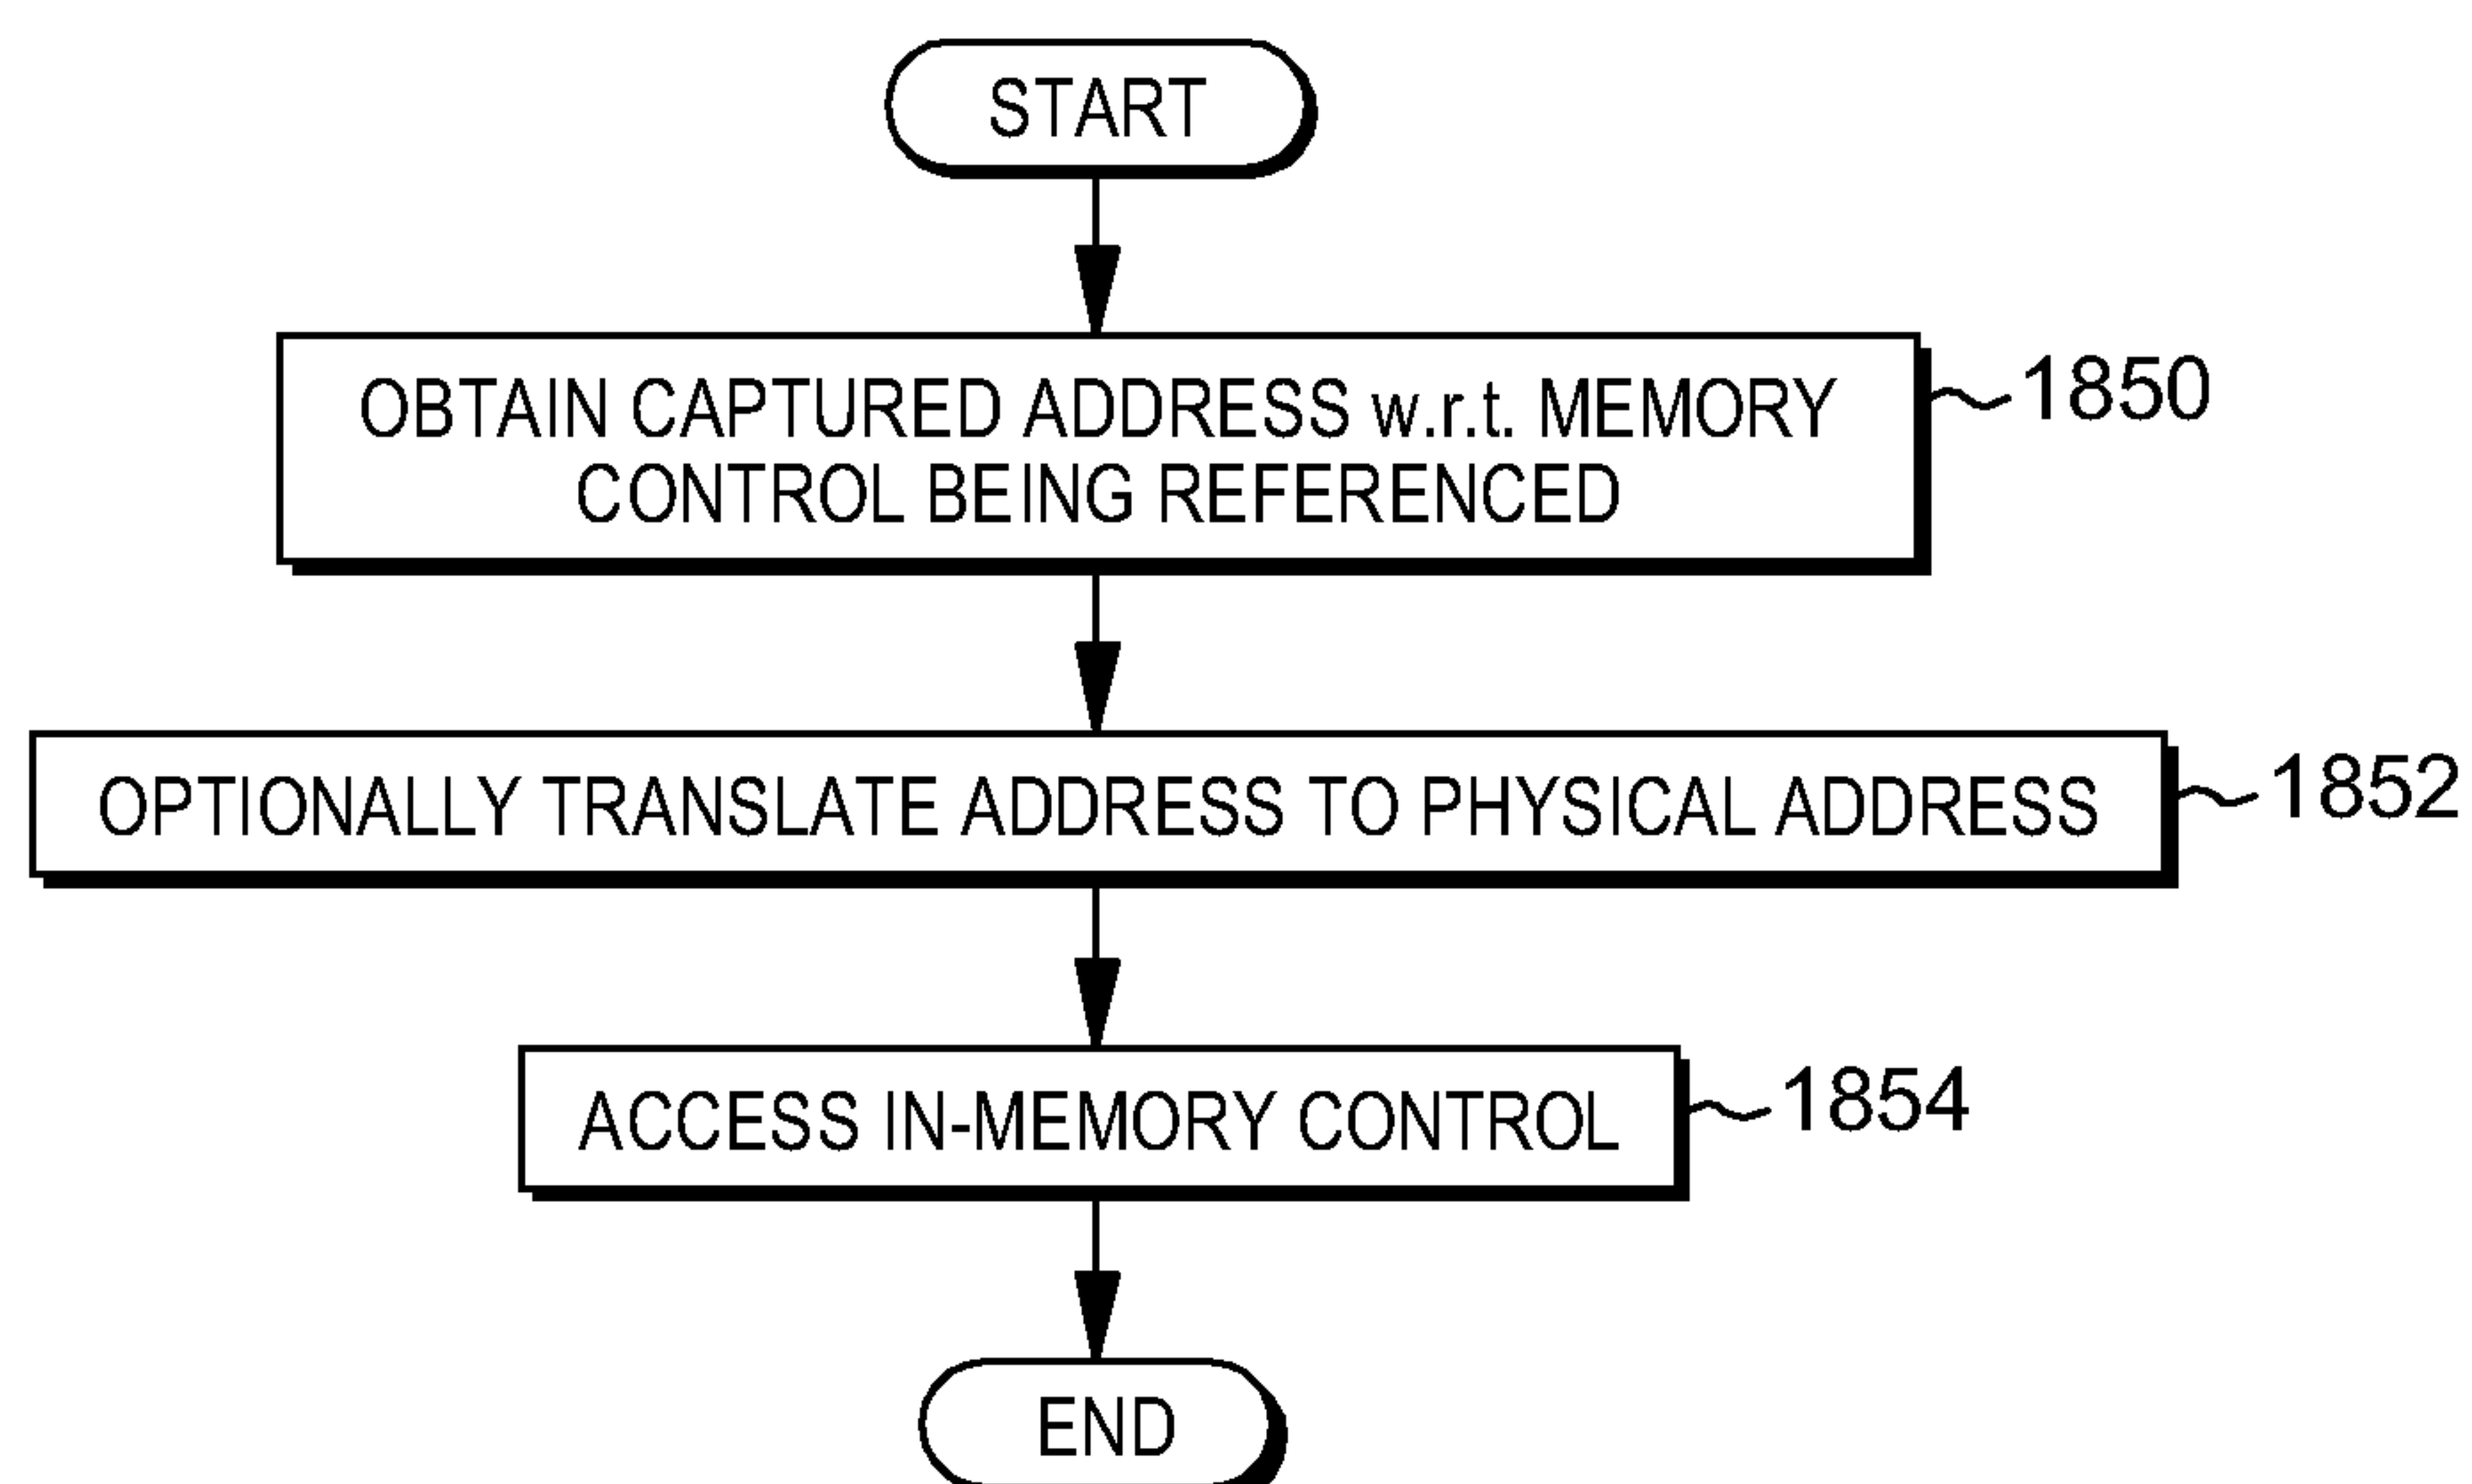 START
OBTAIN CAPTURED ADDRESS w.r.t. MEMORY
CONTROL BEING REFERENCED
1850
OPTIONALLY TRANSLATE ADDRESS TO PHYSICAL ADDRESS
1852
ACCESS IN-MEMORY CONTROL
1854
END